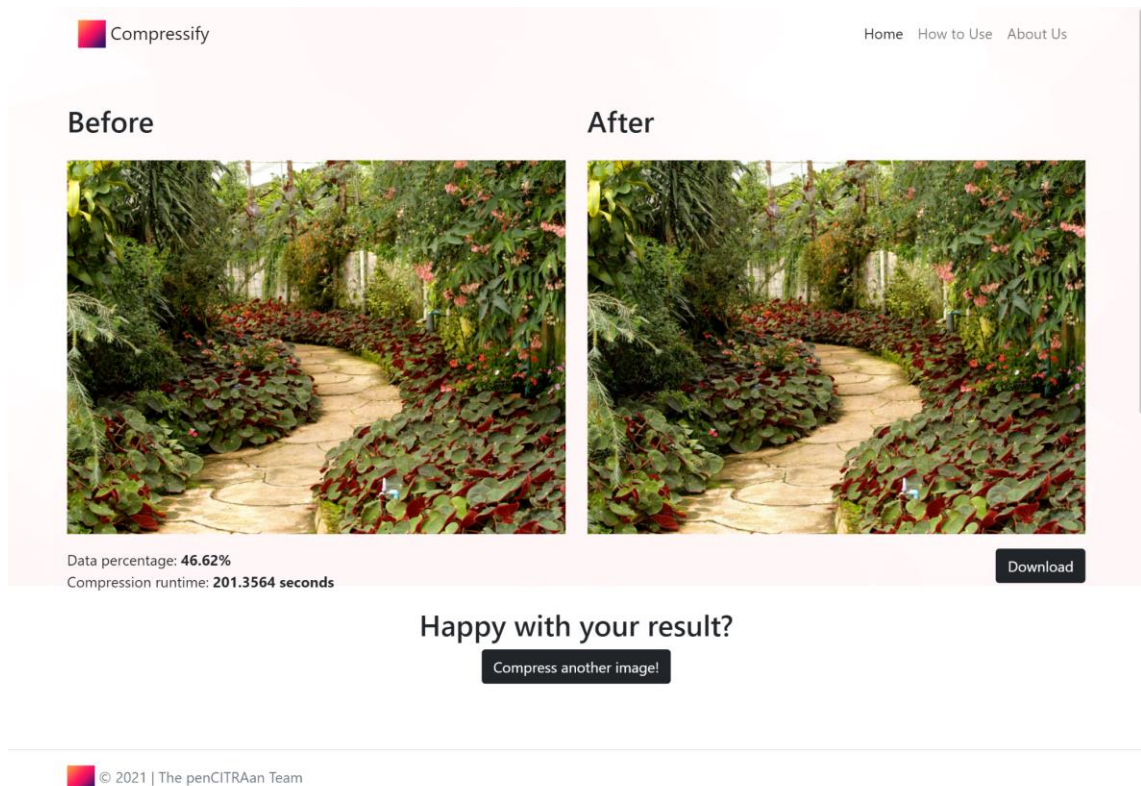 Compressify
Home How to Use About Us
Before
After
Data percentage: 46.62%
Compression runtime: 201.3564 seconds
Download
Happy with your result?
Compress another image!
© 2021 | The penCITRAan Team